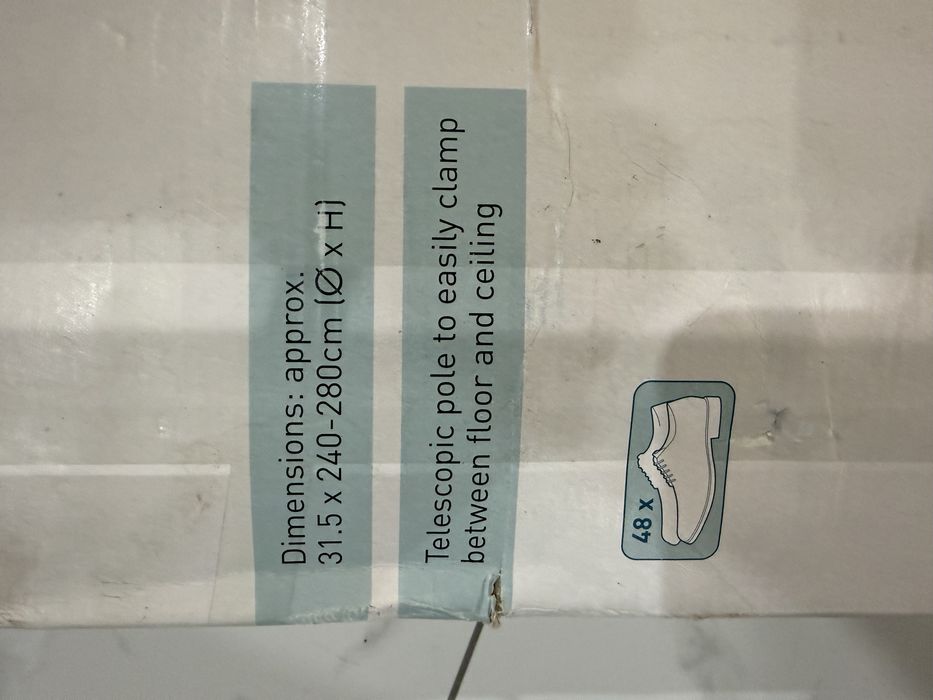 Dimensions: approx.
31.5 x 240-280cm (Ø x H)
Telescopic pole to easily clamp
between floor and ceiling
48 x